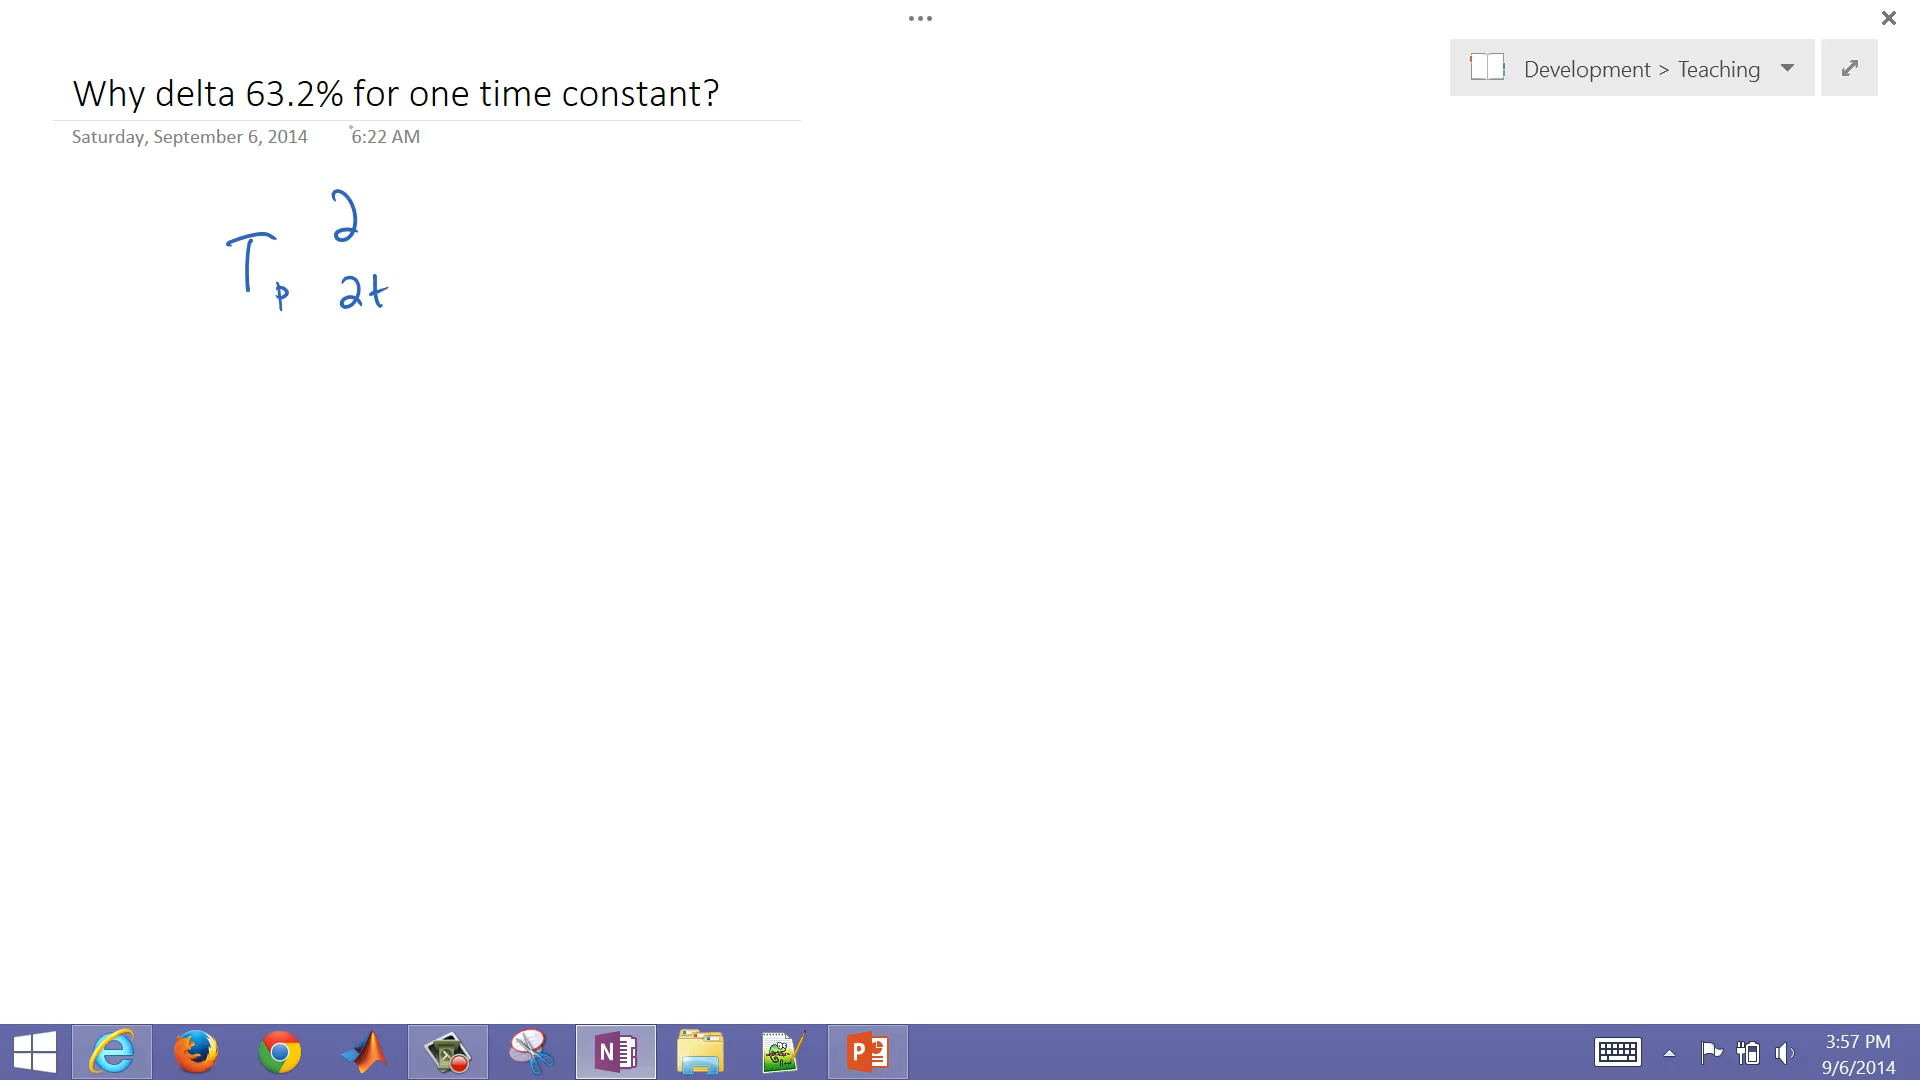 Why delta 63.2% for one time constant?
Development > Teaching
Saturday, September 6, 2014 6:22 AM
∂
τp
∂t
3:57 PM
9/6/2014